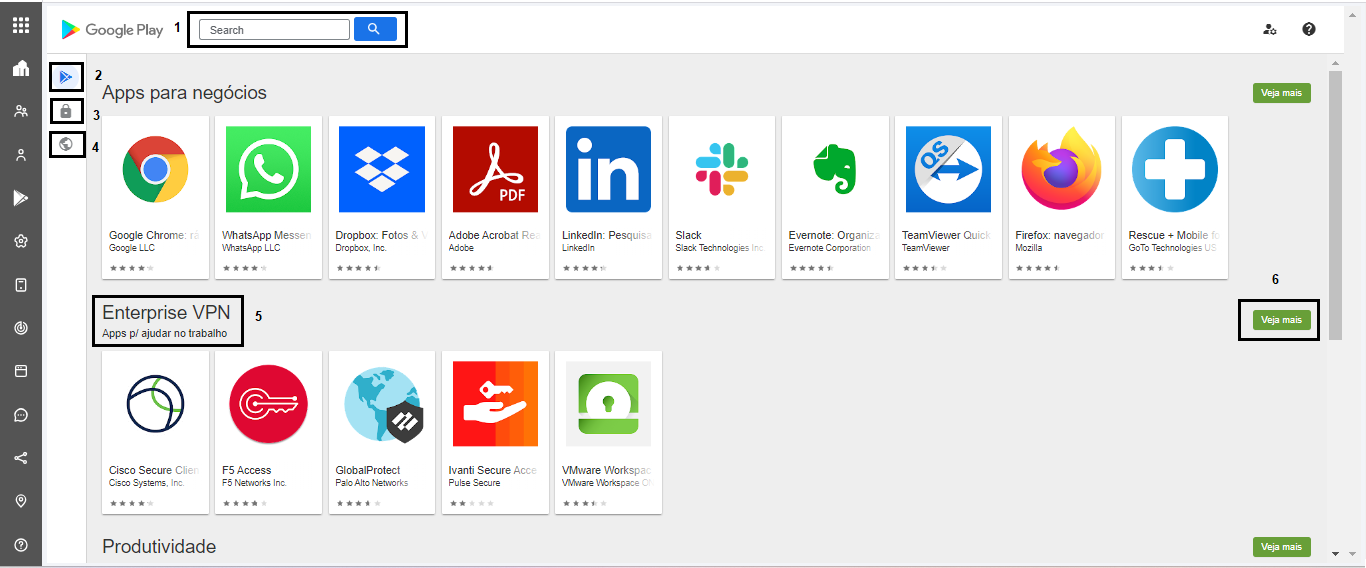 Google Play
1
Search
2
3
4
Apps para negócios
Veja mais
PDF
QS
Google Chrome: rá
Google LLC
WhatsApp Messen
WhatsApp LLC
Dropbox: Fotos & V
Dropbox, Inc.
Adobe Acrobat Rea
Adobe
LinkedIn: Pesquisa
LinkedIn
Slack
Slack Technologies Inc.
Evernote: Organiza
Evernote Corporation
TeamViewer Quick
TeamViewer
Firefox: navegador
Mozilla
Rescue + Mobile fo
GoTo Technologies US
Enterprise VPN
Apps p/ ajudar no trabalho
5
6
Veja mais
Cisco Secure Clien
Cisco Systems, Inc.
F5 Access
F5 Networks Inc.
GlobalProtect
Palo Alto Networks
Ivanti Secure Acce
Pulse Secure
VMware Workspac
VMware Workspace ON
Produtividade
Veja mais